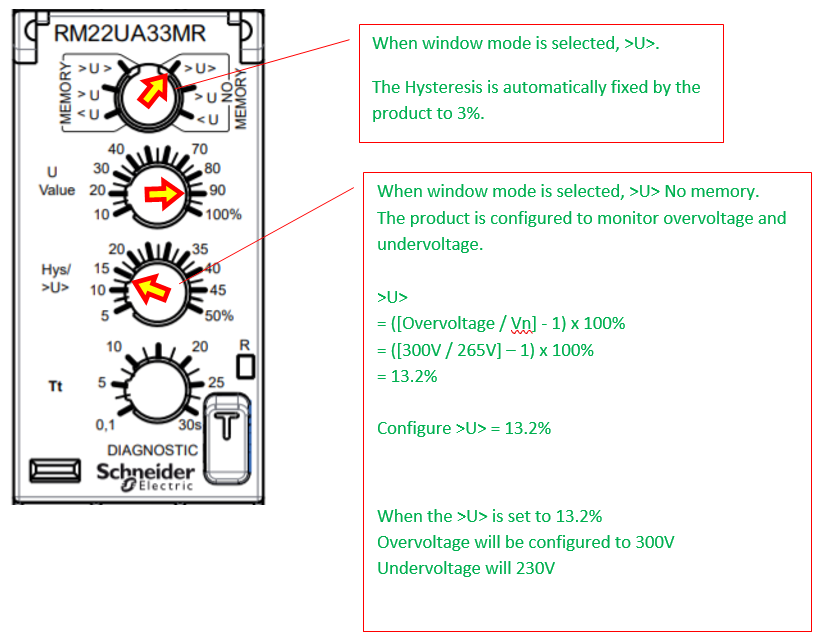 RM22UA33MR
MEMORY
>U>
>U
<U
>U>
>U
<U
NO
MEMORY
U
Value
10
20
30
40
70
80
90
100%
Hys/
>U>
5
10
15
20
35
40
45
50%
Tt
0,1
5
10
20
25
30s
R
T
DIAGNOSTIC
Schneider
Electric
When window mode is selected, >U>.
The Hysteresis is automatically fixed by the
product to 3%.
When window mode is selected, >U> No memory.
The product is configured to monitor overvoltage and
undervoltage.
>U>
= ([Overvoltage / Vn] - 1) x 100%
= ([300V / 265V] – 1) x 100%
= 13.2%
Configure >U> = 13.2%
When the >U> is set to 13.2%
Overvoltage will be configured to 300V
Undervoltage will 230V